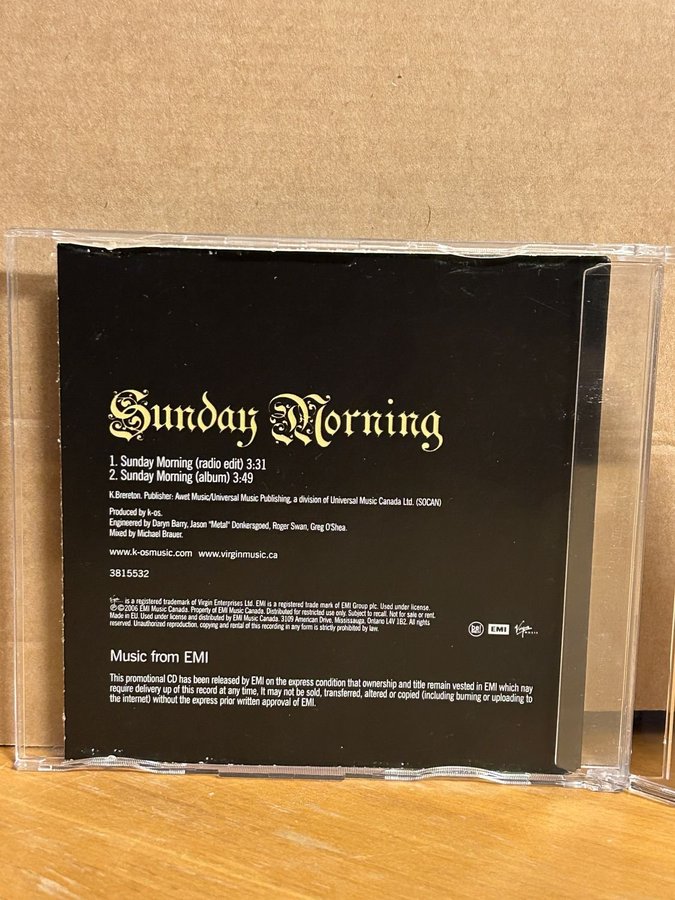 Sunday Morning
1. Sunday Morning (radio edit) 3:31
2. Sunday Morning (album) 3:49
K.Brereton. Publisher: Awet Music/Universal Music Publishing, a division of Universal Music Canada Ltd. (SOCAN)
Produced by k-os.
Engineered by Daryn Barry, Jason "Metal" Donkersgoed, Roger Swan, Greg O'Shea.
Mixed by Michael Brauer.
www.k-osmusic.com www.virginmusic.ca
3815532
Virgin is a registered trademark of Virgin Enterprises Ltd. EMI is a registered trade mark of EMI Group plc. Used under license.
℗©2006 EMI Music Canada. Property of EMI Music Canada. Distributed for restricted use only. Subject to recall. Not for sale or rent.
Made in EU. Used under license and distributed by EMI Music Canada. 3109 American Drive, Mississauga, Ontario L4V 1B2. All rights
reserved. Unauthorized reproduction, copying and rental of this recording in any form is strictly prohibited by law.
EMI Virgin MUSIC
Music from EMI
This promotional CD has been released by EMI on the express condition that ownership and title remain vested in EMI which may
require delivery up of this record at any time, It may not be sold, transferred, altered or copied (including burning or uploading to
the internet) without the express prior written approval of EMI.